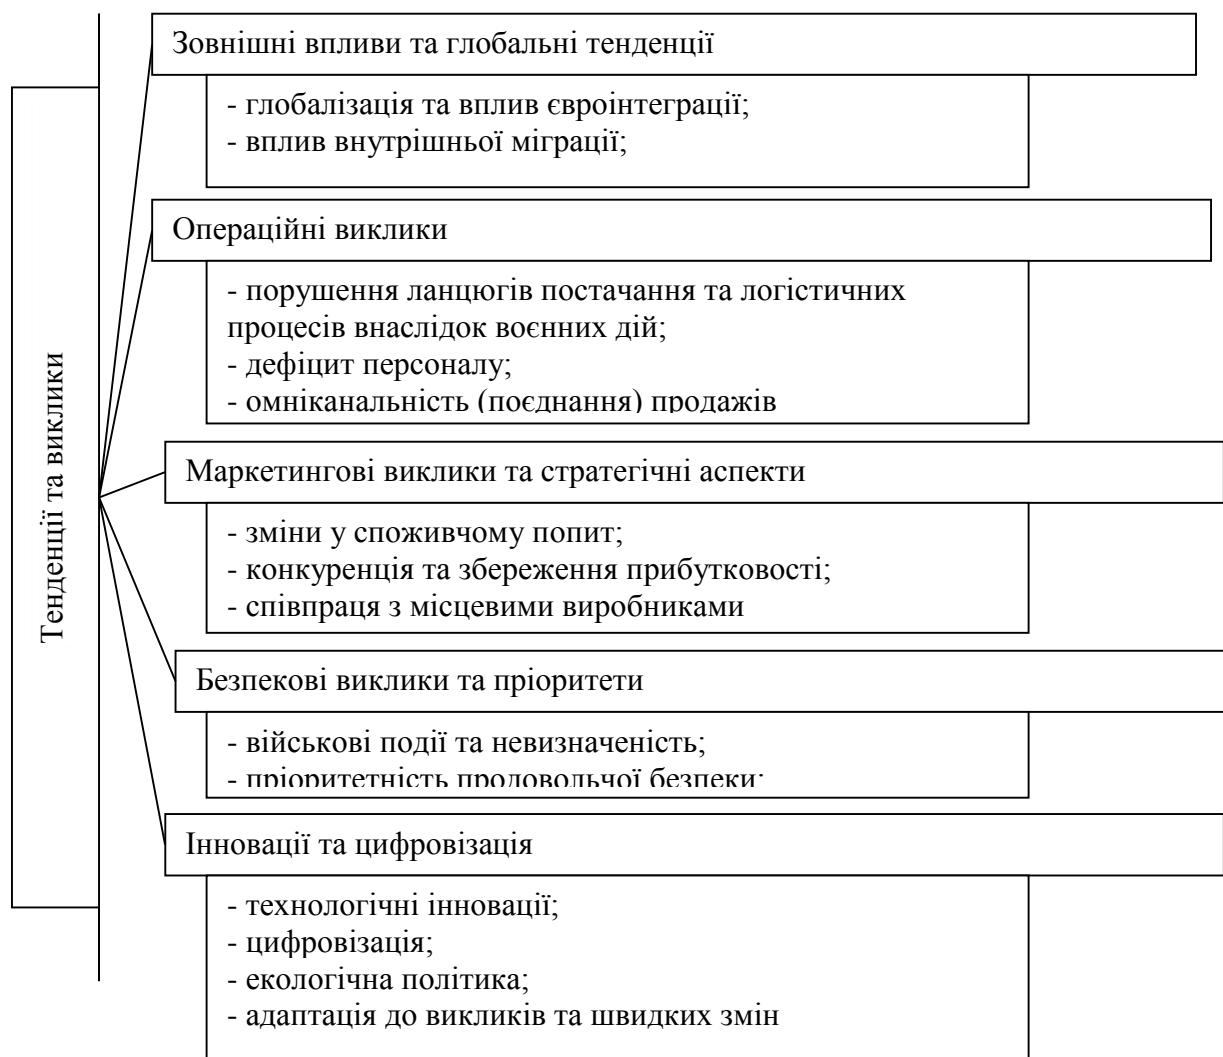 Зовнішні впливи та глобальні тенденції
- глобалізація та вплив євроінтеграції;
- вплив внутрішньої міграції;
Операційні виклики
- порушення ланцюгів постачання та логістичних
процесів внаслідок воєнних дій;
- дефіцит персоналу;
- омніканальність (поєднання) продажів
Тенденції та виклики
Маркетингові виклики та стратегічні аспекти
- зміни у споживчому попит;
- конкуренція та збереження прибутковості;
- співпраця з місцевими виробниками
Безпекові виклики та пріоритети
- військові події та невизначеність;
- пріоритетність продовольчої безпеки;
Інновації та цифровізація
- технологічні інновації;
- цифровізація;
- екологічна політика;
- адаптація до викликів та швидких змін